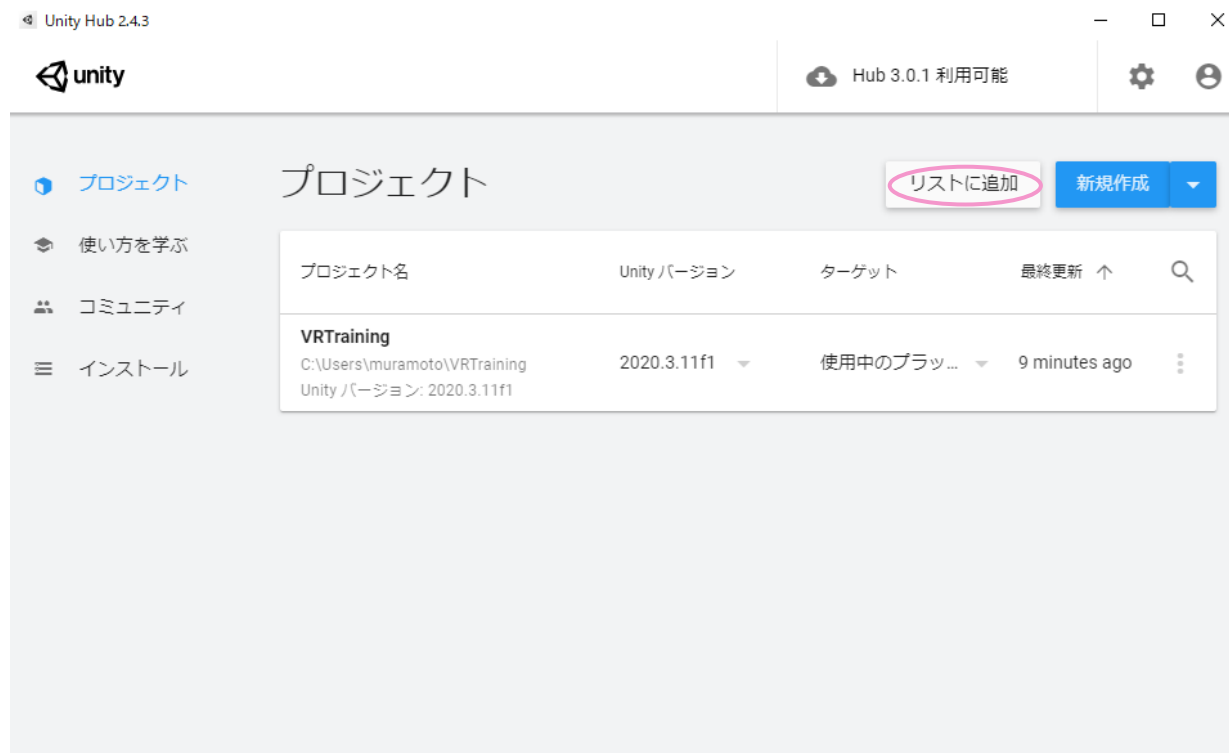 Unity Hub 2.4.3
unity
Hub 3.0.1 利用可能
プロジェクト
使い方を学ぶ
コミュニティ
インストール
プロジェクト
リストに追加
新規作成
プロジェクト名
Unity バージョン
ターゲット
最終更新
VRTraining
C:\Users\muramoto\VRTraining
Unity バージョン: 2020.3.11f1
2020.3.11f1
使用中のプラッ...
9 minutes ago